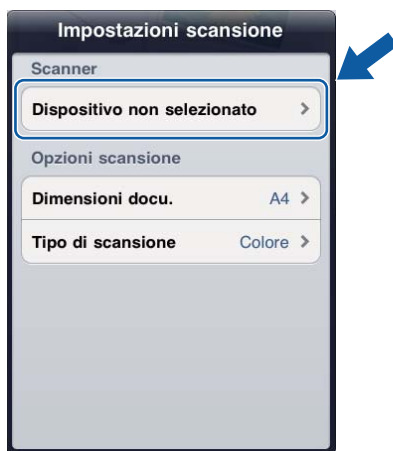 Impostazioni scansione
Scanner
Dispositivo non selezionato
Opzioni scansione
Dimensioni docu. A4
Tipo di scansione Colore